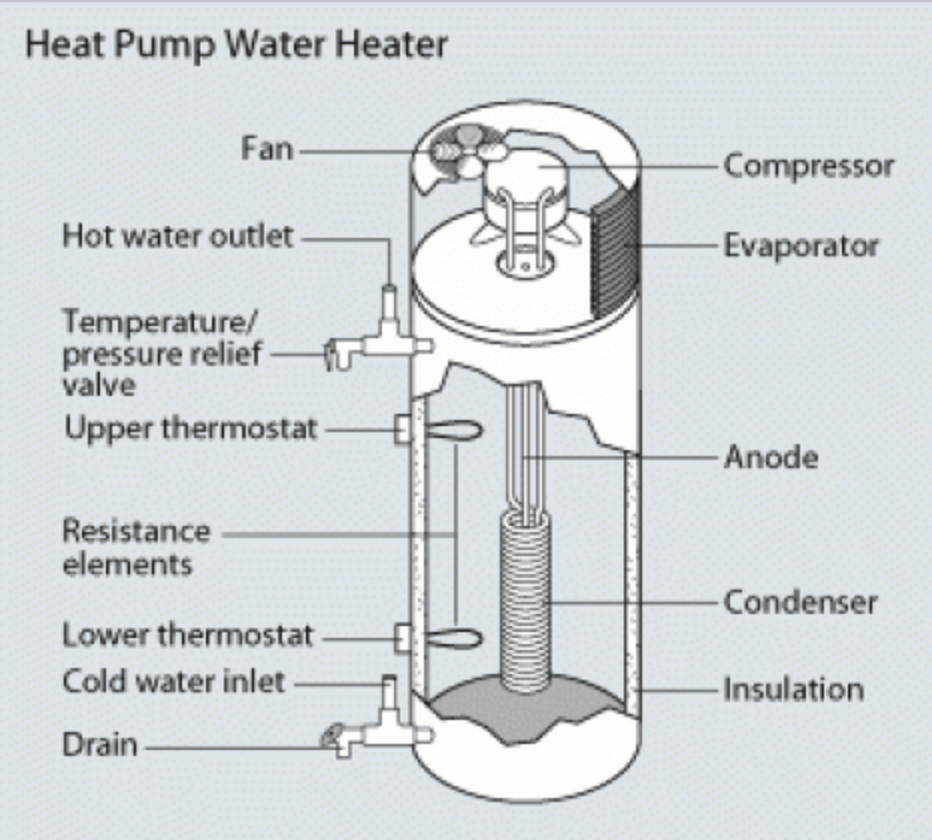 Heat Pump Water Heater
Fan
Compressor
Hot water outlet
Evaporator
Temperature/
pressure relief
valve
Upper thermostat
Anode
Resistance
elements
Condenser
Lower thermostat
Cold water inlet
Insulation
Drain